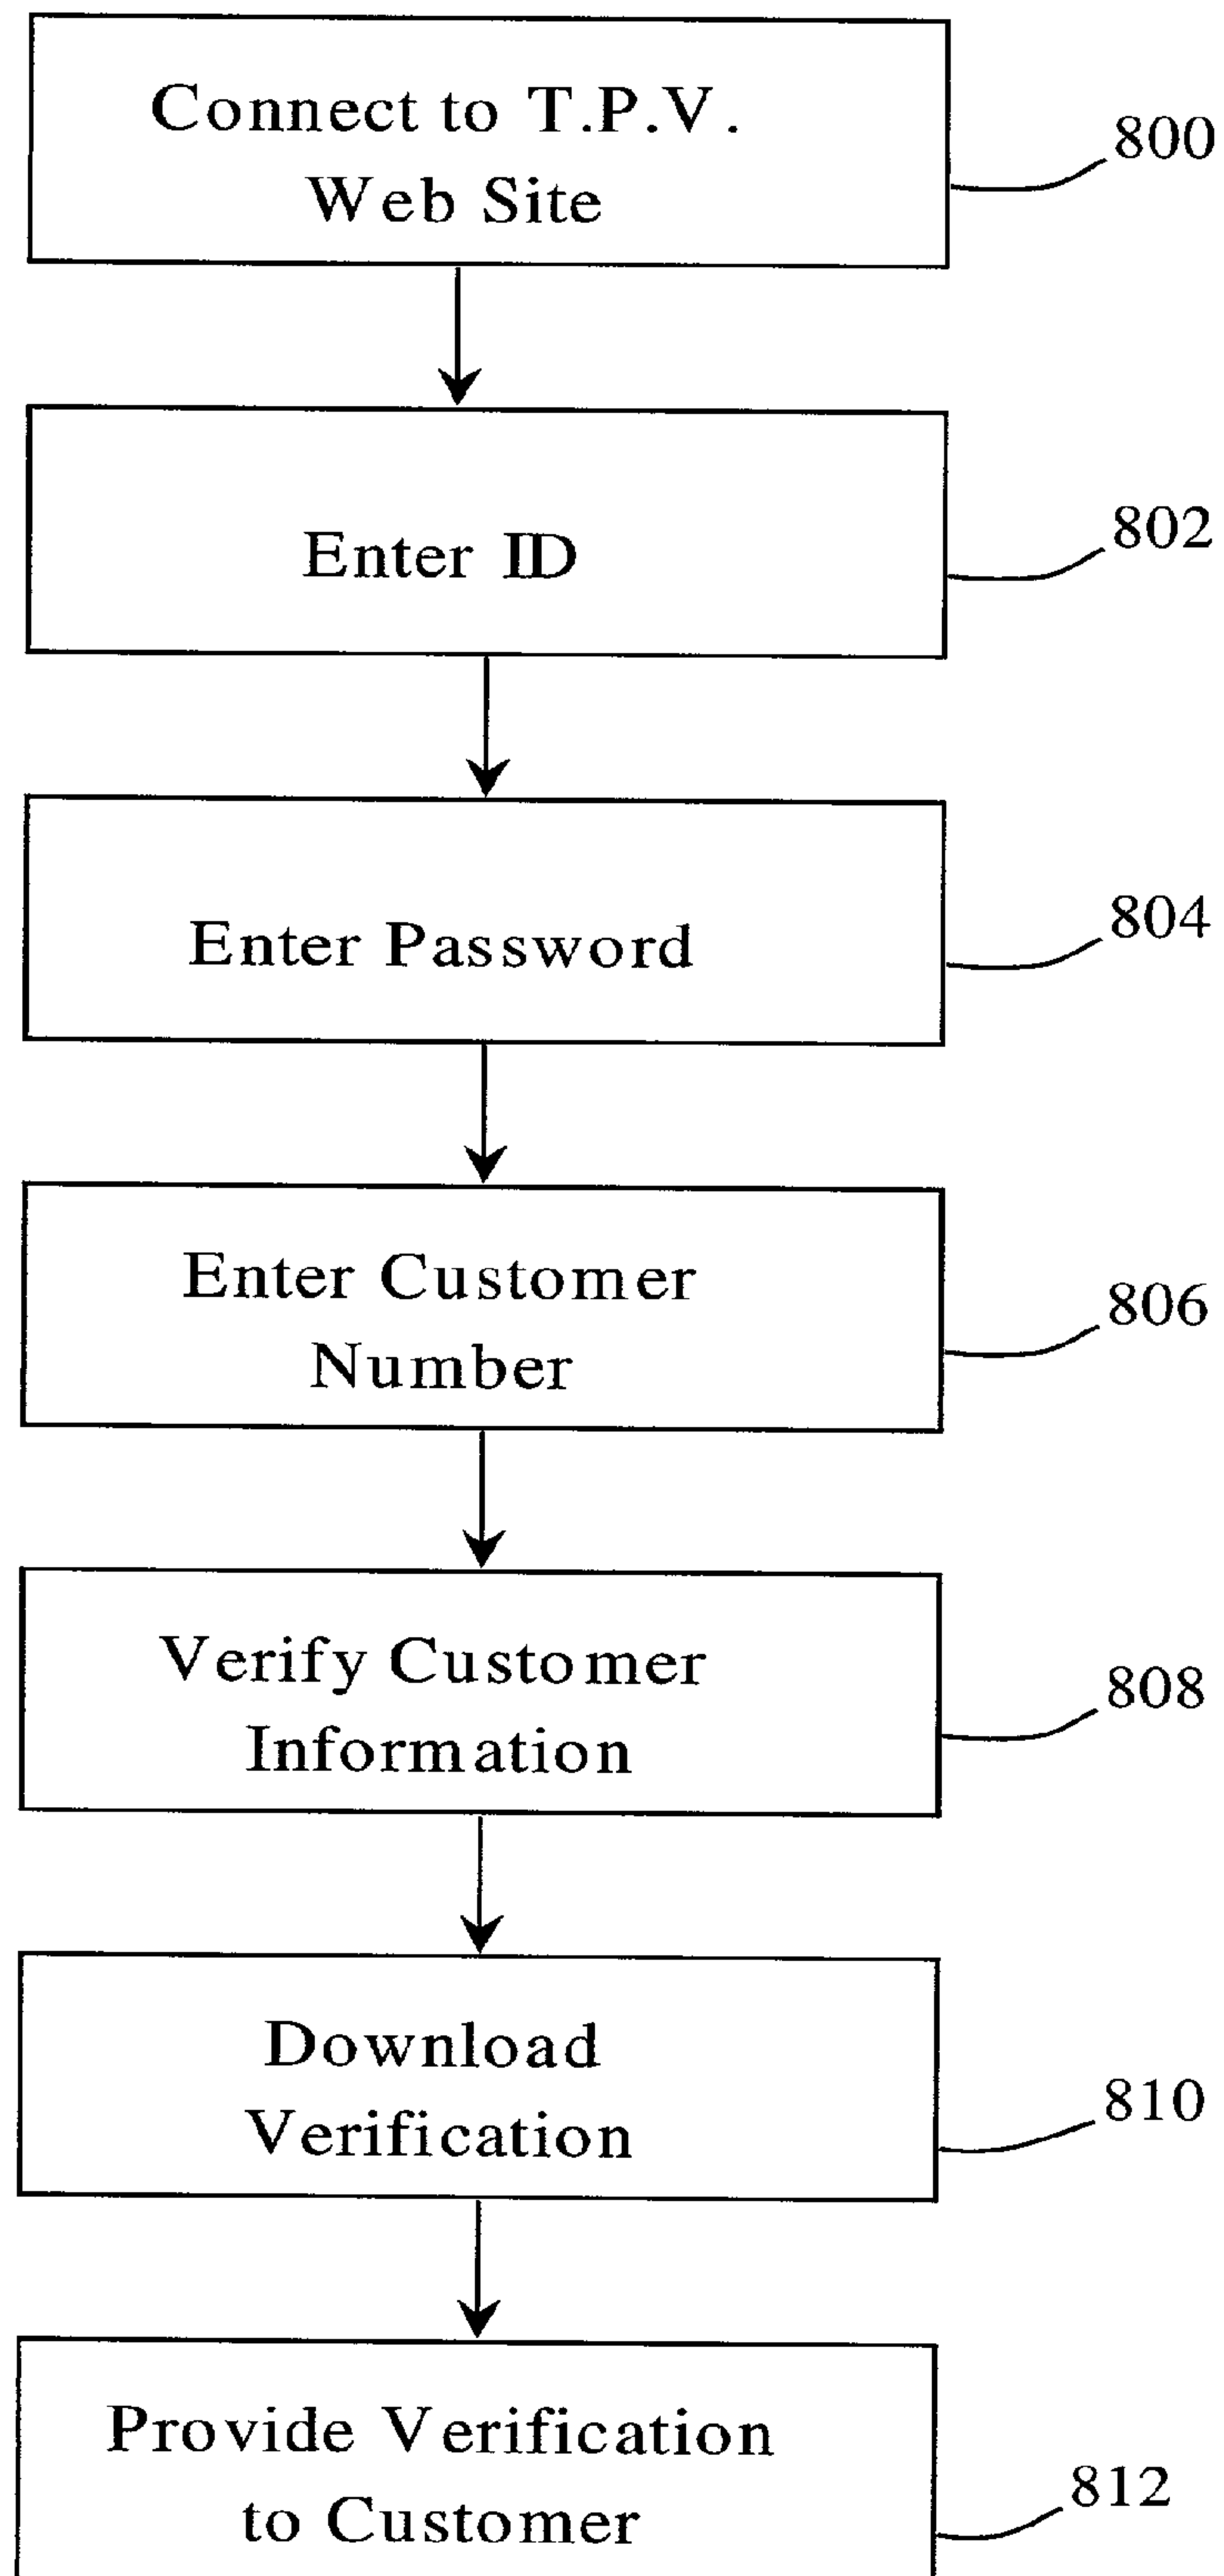 Connect to T.P.V.
Web Site
800
Enter ID
802
Enter Password
804
Enter Customer
Number
806
Verify Customer
Information
808
Download
Verification
810
Provide Verification
to Customer
812